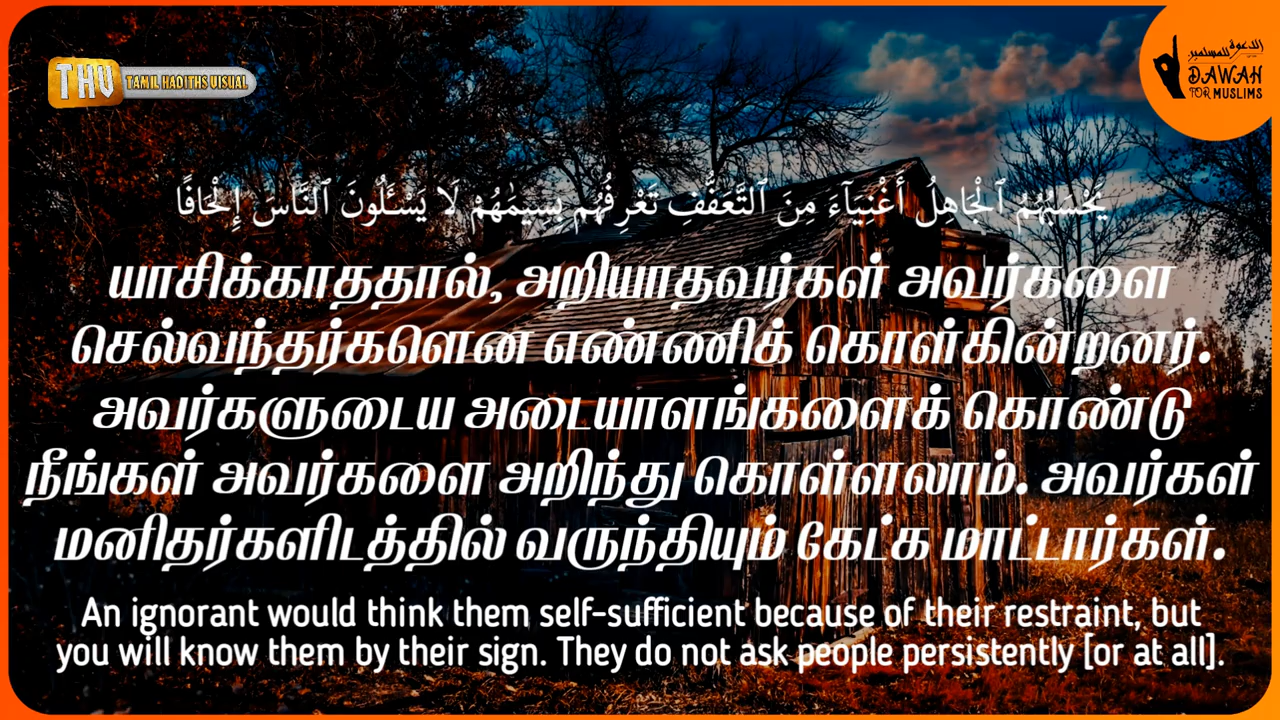 THV TAMIL HADITHS VISUAL
الدعوة للمسلمين
DAWAH
FOR MUSLIMS
يَحْسَبُهُمُ ٱلْجَاهِلُ أَغْنِيَآءَ مِنَ ٱلتَّعَفُّفِ تَعْرِفُهُم بِسِيمَٰهُمْ لَا يَسْـَٔلُونَ ٱلنَّاسَ إِلْحَافًا
யாசிக்காததால், அறியாதவர்கள் அவர்களை
செல்வந்தர்களென எண்ணிக் கொள்கின்றனர்.
அவர்களுடைய அடையாளங்களைக் கொண்டு
நீங்கள் அவர்களை அறிந்து கொள்ளலாம். அவர்கள்
மனிதர்களிடத்தில் வருந்தியும் கேட்க மாட்டார்கள்.
An ignorant would think them self-sufficient because of their restraint, but
you will know them by their sign. They do not ask people persistently [or at all].